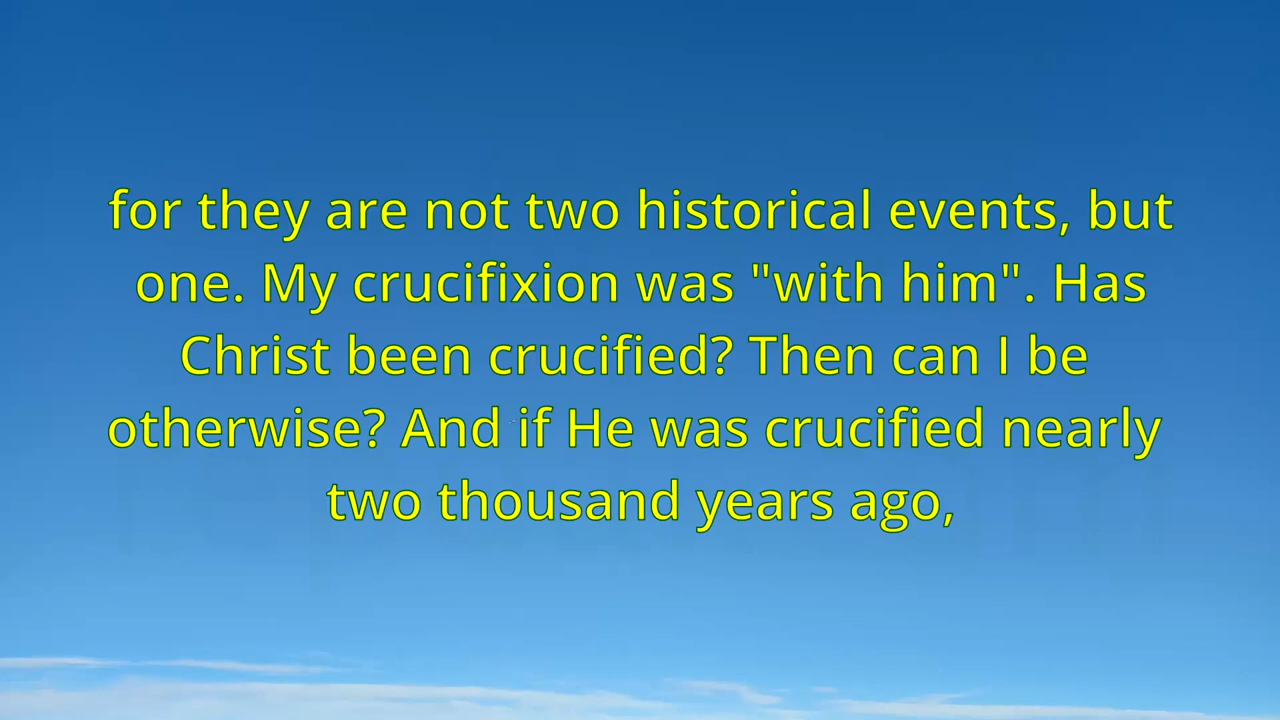 for they are not two historical events, but
one. My crucifixion was "with him". Has
Christ been crucified? Then can I be
otherwise? And if He was crucified nearly
two thousand years ago,